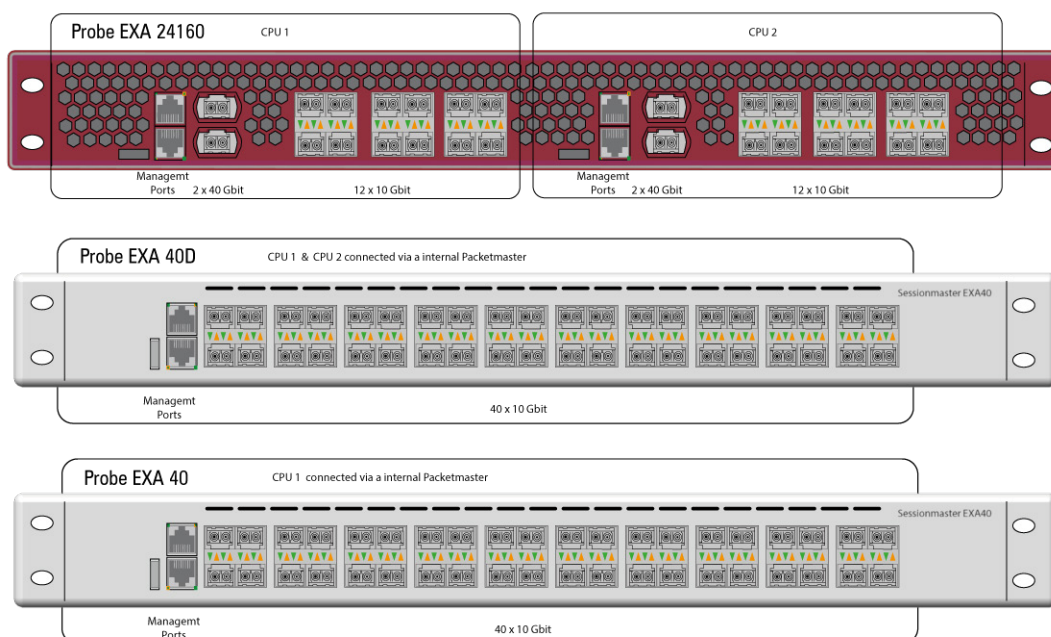 Probe EXA 24160
CPU 1
CPU 2
Managemt
Ports
2 x 40 Gbit
12 x 10 Gbit
Managemt
Ports
2 x 40 Gbit
12 x 10 Gbit
Probe EXA 40D
CPU 1 & CPU 2 connected via a internal Packetmaster
Sessionmaster EXA40
Managemt
Ports
40 x 10 Gbit
Probe EXA 40
CPU 1 connected via a internal Packetmaster
Sessionmaster EXA40
Managemt
Ports
40 x 10 Gbit